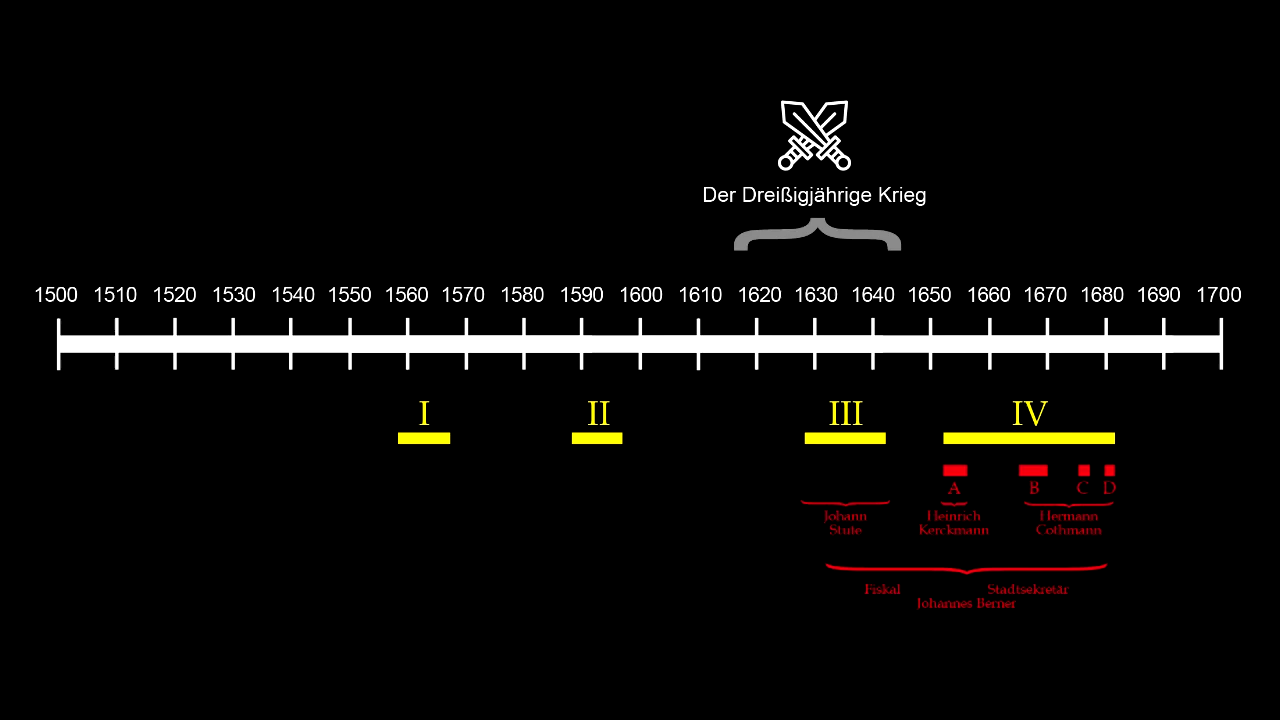 Der Dreißigjährige Krieg
1500 1510 1520 1530 1540 1550 1560 1570 1580 1590 1600 1610 1620 1630 1640 1650 1660 1670 1680 1690 1700
I II III IV
A B C D
Johann
Stute
Heinrich
Kerckmann
Hermann
Cothmann
Fiskal Stadtsekretär
Johannes Berner